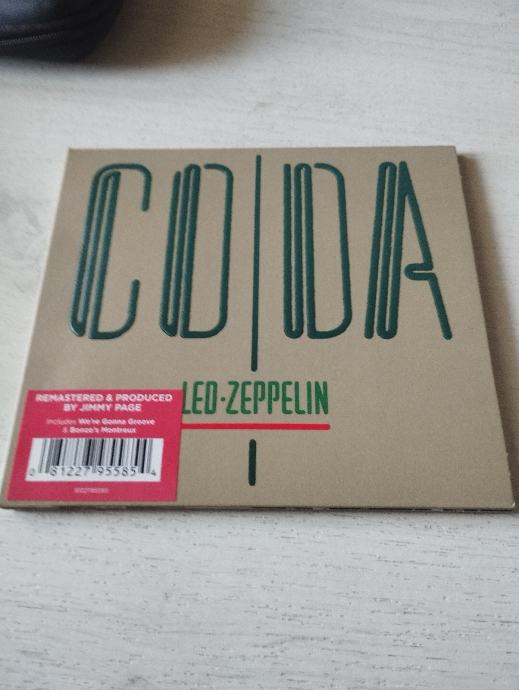 CODA
LED·ZEPPELIN
REMASTERED & PRODUCED
BY JIMMY PAGE
Includes We're Gonna Groove
& Bonzo's Montreux
0 81227 95585 4